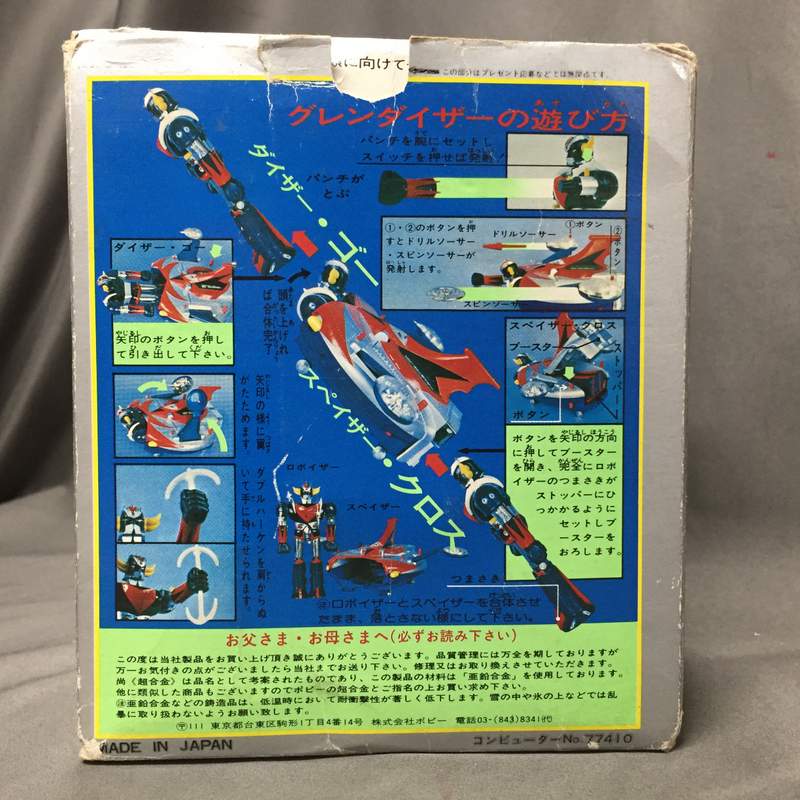 に向けて
この部分はプレゼント応募などとは無関係です。
グレンダイザーの遊び方
パンチを腕にセットし
スイッチを押せば発射!
パンチが
とぶ
ダイザー・ゴー
①・②のボタンを押
すとドリルソーサー
・スピンソーサーが
発射します。
①ボタン
②ボタン
ドリルソーサー
スピンソーサー
ダイザー・ゴー
矢印のボタンを押し
て引き出して下さい。
頭を上げれ
ば合体完了
スペイザー・クロス
ブースター
ストッパー
ボタン
矢印の様に翼
がたためます。
スペイザー・クロス
ボタンを矢印の方向
に押してブースター
を開き、完全にロボ
イザーのつまさきが
ストッパーにひ
っかかるように
セットしブ
ースターを
おろします。
ダブルハーケンを肩からぬ
いて手に持たせられます。
ロボイザー
スペイザー
つまさき
㊟ロボイザーとスペイザーを合体させ
たまま、落とさない様にして下さい。
お父さま・お母さまへ(必ずお読み下さい)
この度は当社製品をお買い上げ頂き誠にありがとうございます。品質管理には万全を期しておりますが
万一お気付きの点がございましたら当社までお送り下さい。修理又はお取り換えさせていただきます。
尚《超合金》は品名として考案されたものであり、この製品の材料は「亜鉛合金」を使用しております。
他に類似した商品もございますのでポピーの超合金とご指名の上お買い求め下さい。
㊟亜鉛合金などの鋳造品は、低温時において耐衝撃性が著しく低下します。雪の中や氷の上などでは乱
暴に取り扱わないようお願い致します。
〒111 東京都台東区駒形1丁目4番14号 株式会社ポピー 電話03-(843)8341(代)
MADE IN JAPAN
コンピューターNo.77410